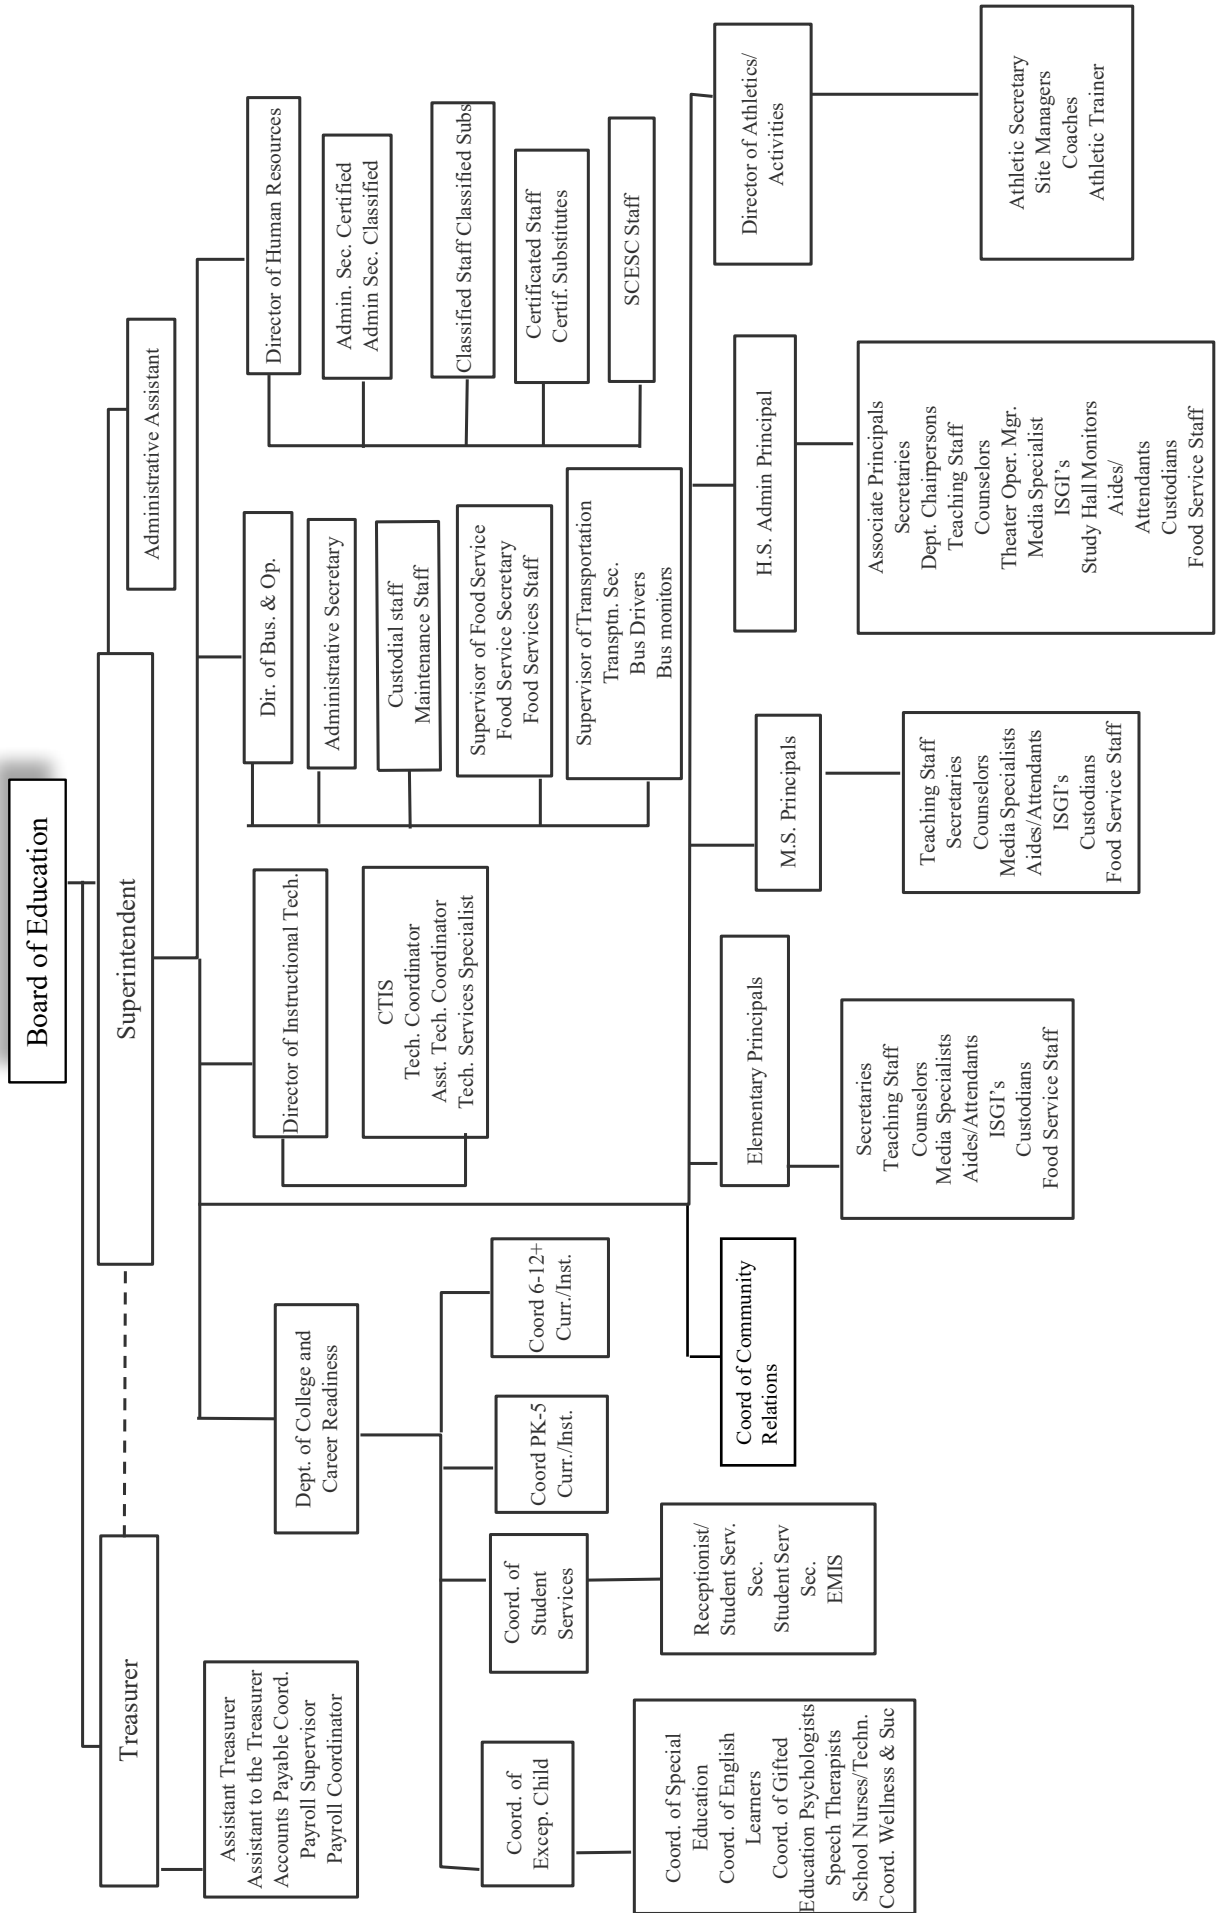 Board of Education
Treasurer
Superintendent
Administrative Assistant
Assistant Treasurer
Assistant to the Treasurer
Accounts Payable Coord.
Payroll Supervisor
Payroll Coordinator
Dept. of College and
Career Readiness
Director of Instructional Tech.
Dir. of Bus. & Op.
Director of Human Resources
CTIS
Tech. Coordinator
Asst. Tech. Coordinator
Tech. Services Specialist
Administrative Secretary
Custodial staff
Maintenance Staff
Supervisor of Food Service
Food Service Secretary
Food Services Staff
Supervisor of Transportation
Transptn. Sec.
Bus Drivers
Bus monitors
Admin. Sec. Certified
Admin Sec. Classified
Classified Staff Classified Subs
Certificated Staff
Certif. Substitutes
SCESC Staff
Coord. of
Excep. Child
Coord. of
Student
Services
Coord PK-5
Curr./Inst.
Coord 6-12+
Curr./Inst.
Coord. of Special
Education
Coord. of English
Learners
Coord. of Gifted
Education Psychologists
Speech Therapists
School Nurses/Techn.
Coord. Wellness & Suc
Receptionist/
Student Serv.
Sec.
Student Serv
Sec.
EMIS
Coord of Community
Relations
Elementary Principals
M.S. Principals
H.S. Admin Principal
Director of Athletics/
Activities
Secretaries
Teaching Staff
Counselors
Media Specialists
Aides/Attendants
ISGI's
Custodians
Food Service Staff
Teaching Staff
Secretaries
Counselors
Media Specialists
Aides/Attendants
ISGI's
Custodians
Food Service Staff
Associate Principals
Secretaries
Dept. Chairpersons
Teaching Staff
Counselors
Theater Oper. Mgr.
Media Specialist
ISGI's
Study Hall Monitors
Aides/
Attendants
Custodians
Food Service Staff
Athletic Secretary
Site Managers
Coaches
Athletic Trainer